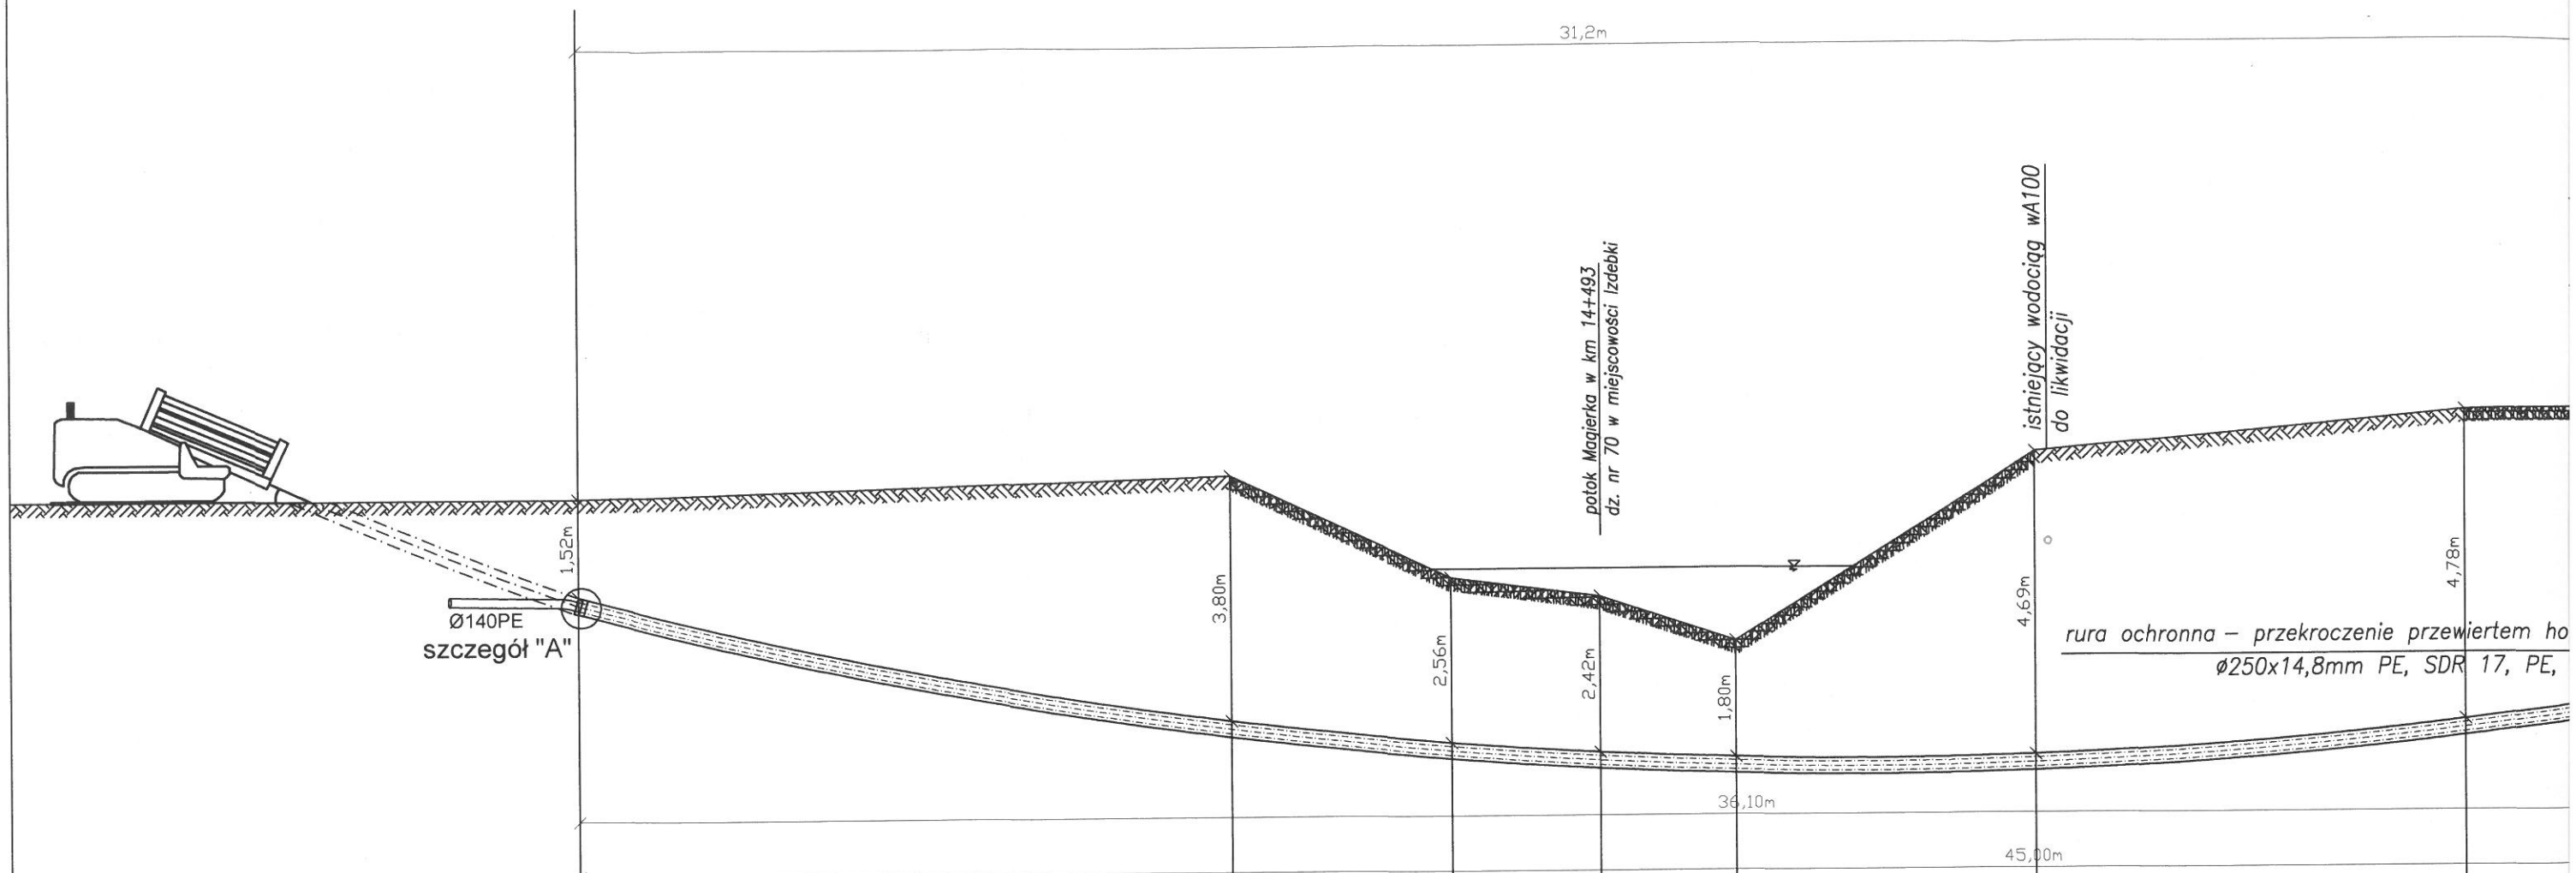 31,2m
potok Magierka w km 14+493
dz. nr 70 w miejscowości Izdebki
istniejący wodociąg wA100
do likwidacji
1,52m
3,80m
2,56m
2,42m
1,80m
4,69m
4,78m
Ø140PE
szczegół "A"
rura ochronna – przekroczenie przewiertem ho
ø250x14,8mm PE, SDR 17, PE,
36,10m
45,00m